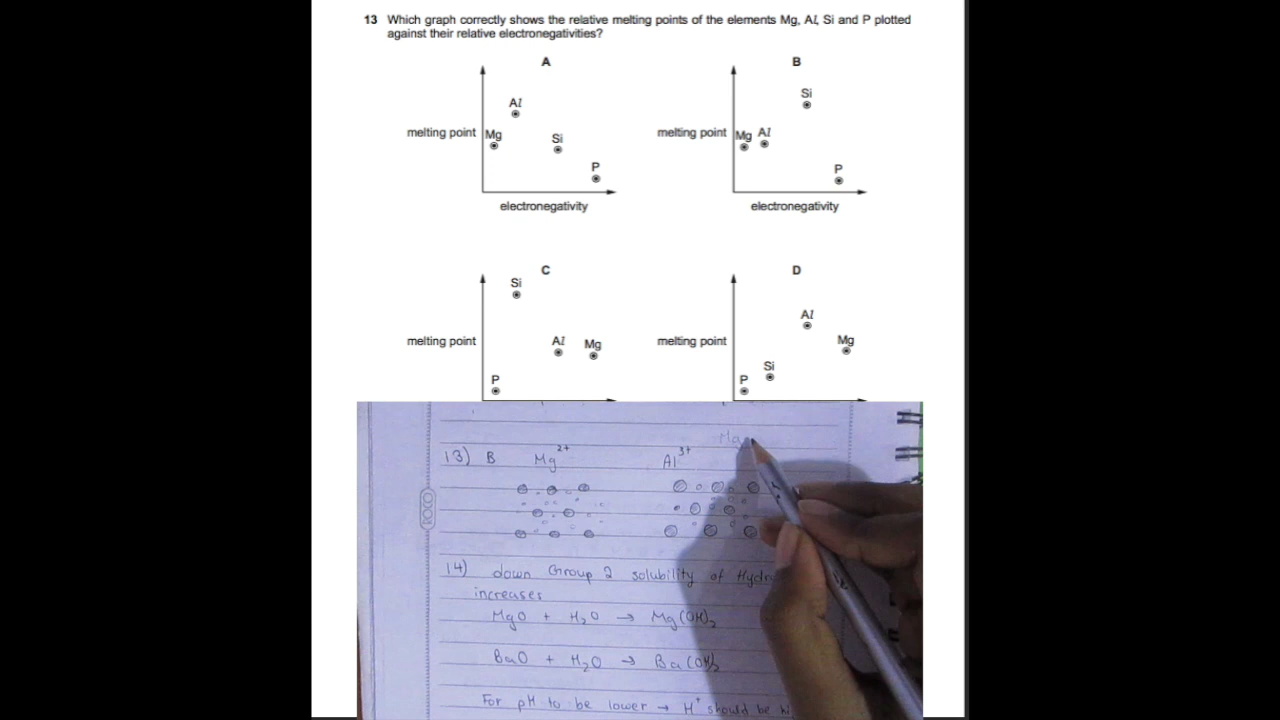 13 Which graph correctly shows the relative melting points of the elements Mg, Al, Si and P plotted
against their relative electronegativities?
A
melting point
Al
Mg
Si
P
electronegativity
B
melting point
Si
Mg Al
P
electronegativity
C
melting point
Si
Al Mg
P
D
melting point
Al
Mg
Si
P
Mg
13) B Mg²⁺ Al³⁺
ROCO
14) down Group 2 solubility of Hydr
increases
MgO + H₂O → Mg(OH)₂
BaO + H₂O → Ba(OH)₂
For pH to be lower → H⁺ should be hi